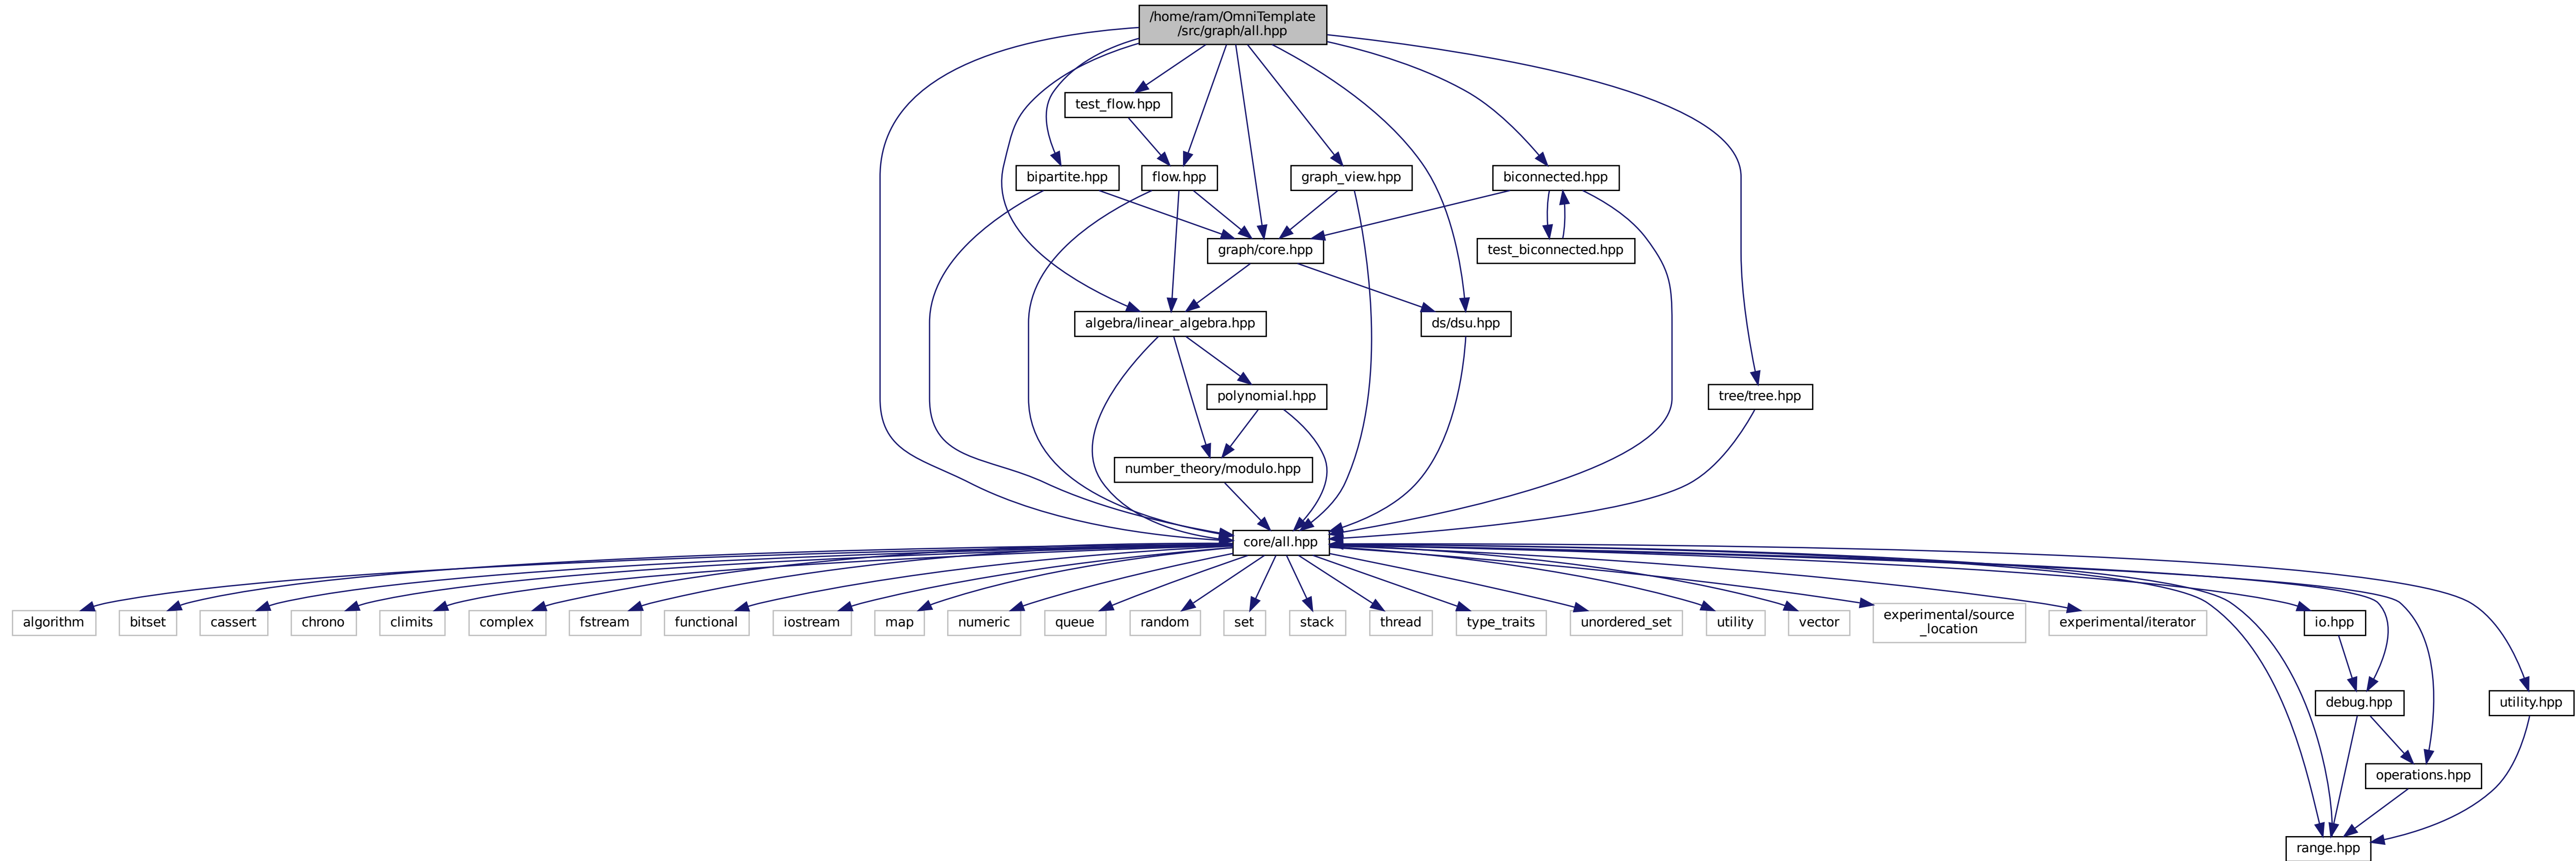 /home/ram/OmniTemplate
/src/graph/all.hpp
test_flow.hpp
bipartite.hpp
flow.hpp
graph_view.hpp
biconnected.hpp
graph/core.hpp
test_biconnected.hpp
algebra/linear_algebra.hpp
ds/dsu.hpp
polynomial.hpp
tree/tree.hpp
number_theory/modulo.hpp
core/all.hpp
algorithm
bitset
cassert
chrono
climits
complex
fstream
functional
iostream
map
numeric
queue
random
set
stack
thread
type_traits
unordered_set
utility
vector
experimental/source
_location
experimental/iterator
io.hpp
debug.hpp
utility.hpp
operations.hpp
range.hpp